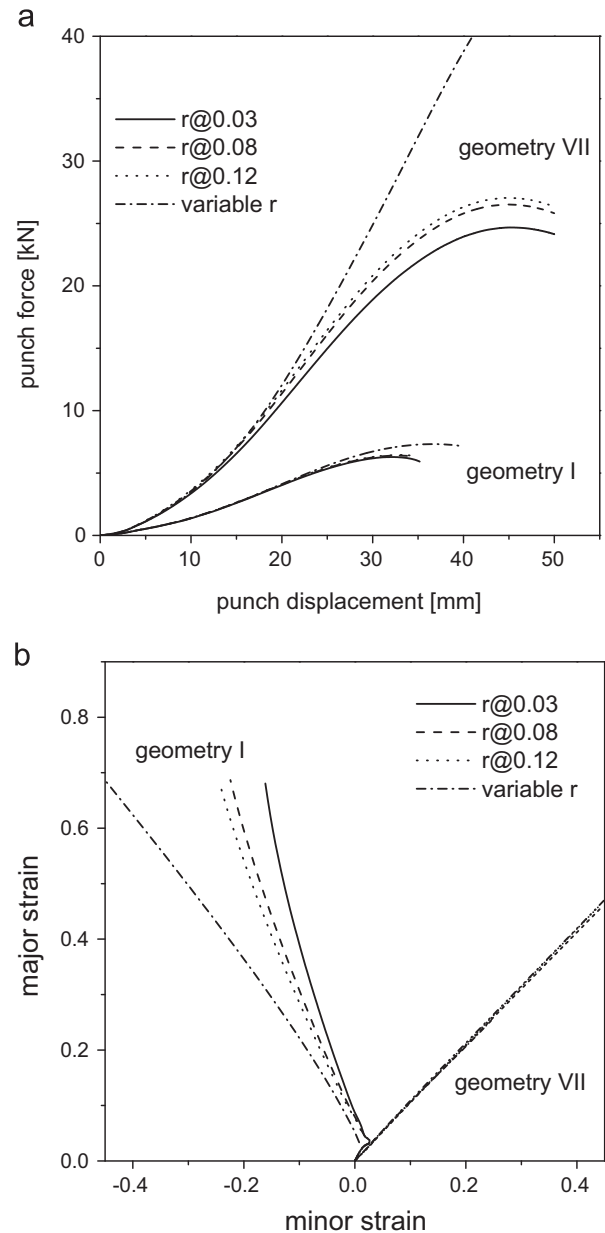 a
40
30
20
10
0
punch force [kN]
r@0.03
r@0.08
r@0.12
variable r
geometry VII
geometry I
0 10 20 30 40 50
punch displacement [mm]
b
0.8
0.6
0.4
0.2
0.0
major strain
r@0.03
r@0.08
r@0.12
variable r
geometry I
geometry VII
-0.4 -0.2 0.0 0.2 0.4
minor strain